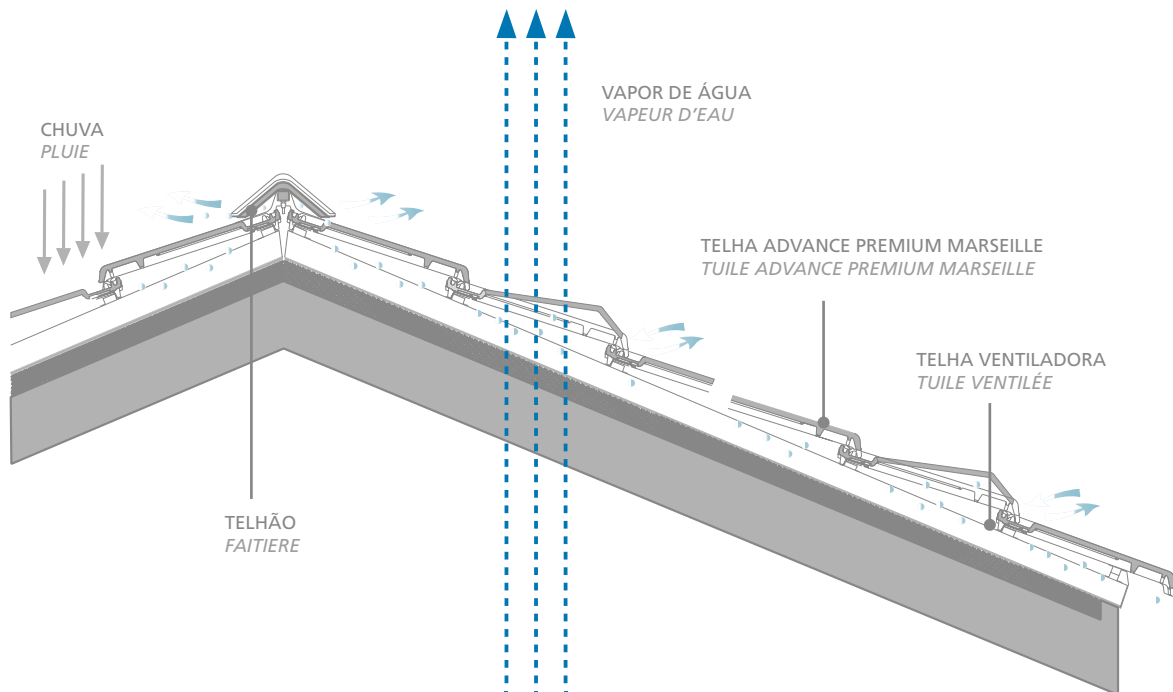 VAPOR DE ÁGUA
VAPEUR D'EAU
CHUVA
PLUIE
TELHA ADVANCE PREMIUM MARSEILLE
TUILE ADVANCE PREMIUM MARSEILLE
TELHA VENTILADORA
TUILE VENTILÉE
TELHÃO
FAITIERE